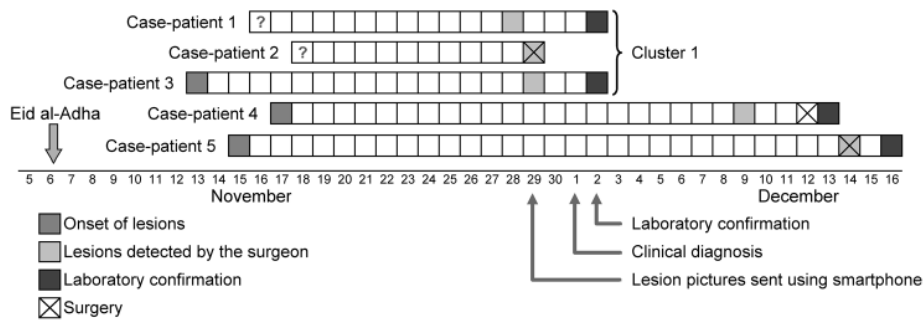 Case-patient 1 ?
Case-patient 2 ? Cluster 1
Case-patient 3
Case-patient 4
Eid al-Adha
Case-patient 5
5 6 7 8 9 10 11 12 13 14 15 16 17 18 19 20 21 22 23 24 25 26 27 28 29 30 1 2 3 4 5 6 7 8 9 10 11 12 13 14 15 16
November December
Onset of lesions Laboratory confirmation
Lesions detected by the surgeon Clinical diagnosis
Laboratory confirmation Lesion pictures sent using smartphone
Surgery